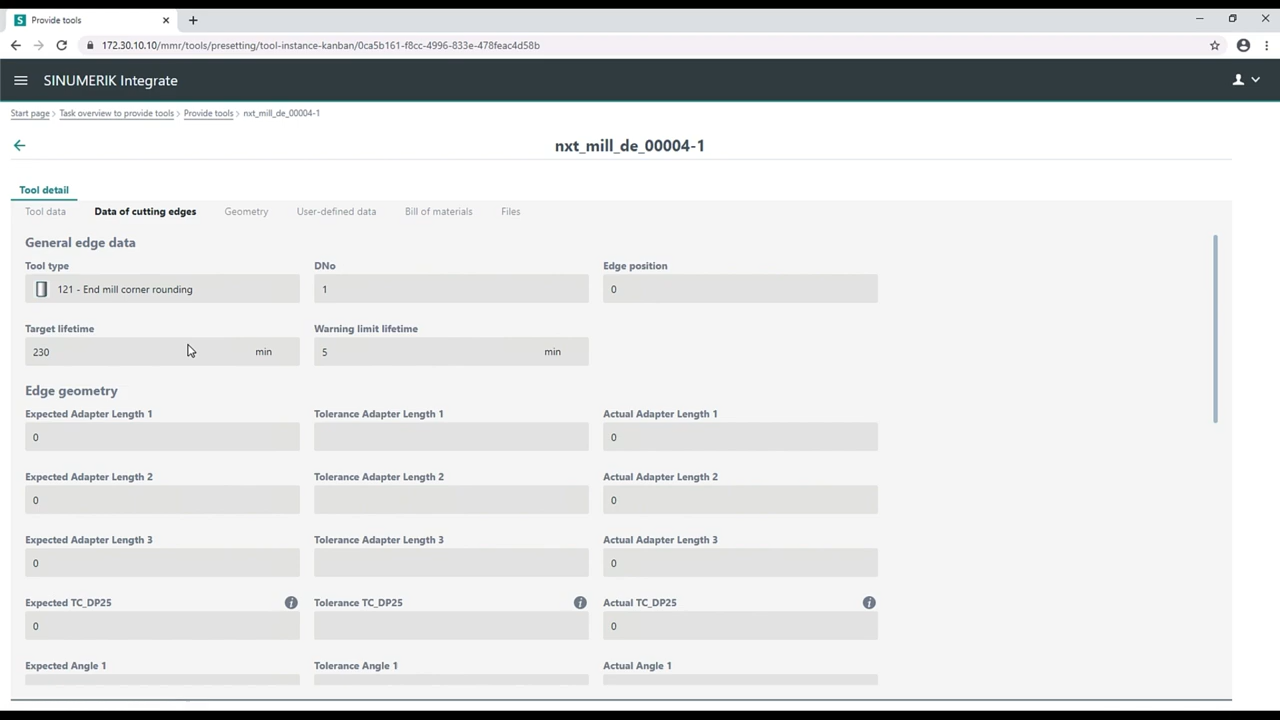 S Provide tools
172.30.10.10/mmr/tools/presetting/tool-instance-kanban/0ca5b161-f8cc-4996-833e-478feac4d58b
SINUMERIK Integrate
Start page > Task overview to provide tools > Provide tools > nxt_mill_de_00004-1
nxt_mill_de_00004-1
Tool detail
Tool data Data of cutting edges Geometry User-defined data Bill of materials Files
General edge data
Tool type DNo Edge position
121 - End mill corner rounding 1 0
Target lifetime Warning limit lifetime
230 min 5 min
Edge geometry
Expected Adapter Length 1 Tolerance Adapter Length 1 Actual Adapter Length 1
0 0
Expected Adapter Length 2 Tolerance Adapter Length 2 Actual Adapter Length 2
0 0
Expected Adapter Length 3 Tolerance Adapter Length 3 Actual Adapter Length 3
0 0
Expected TC_DP25 Tolerance TC_DP25 Actual TC_DP25
0 0
Expected Angle 1 Tolerance Angle 1 Actual Angle 1